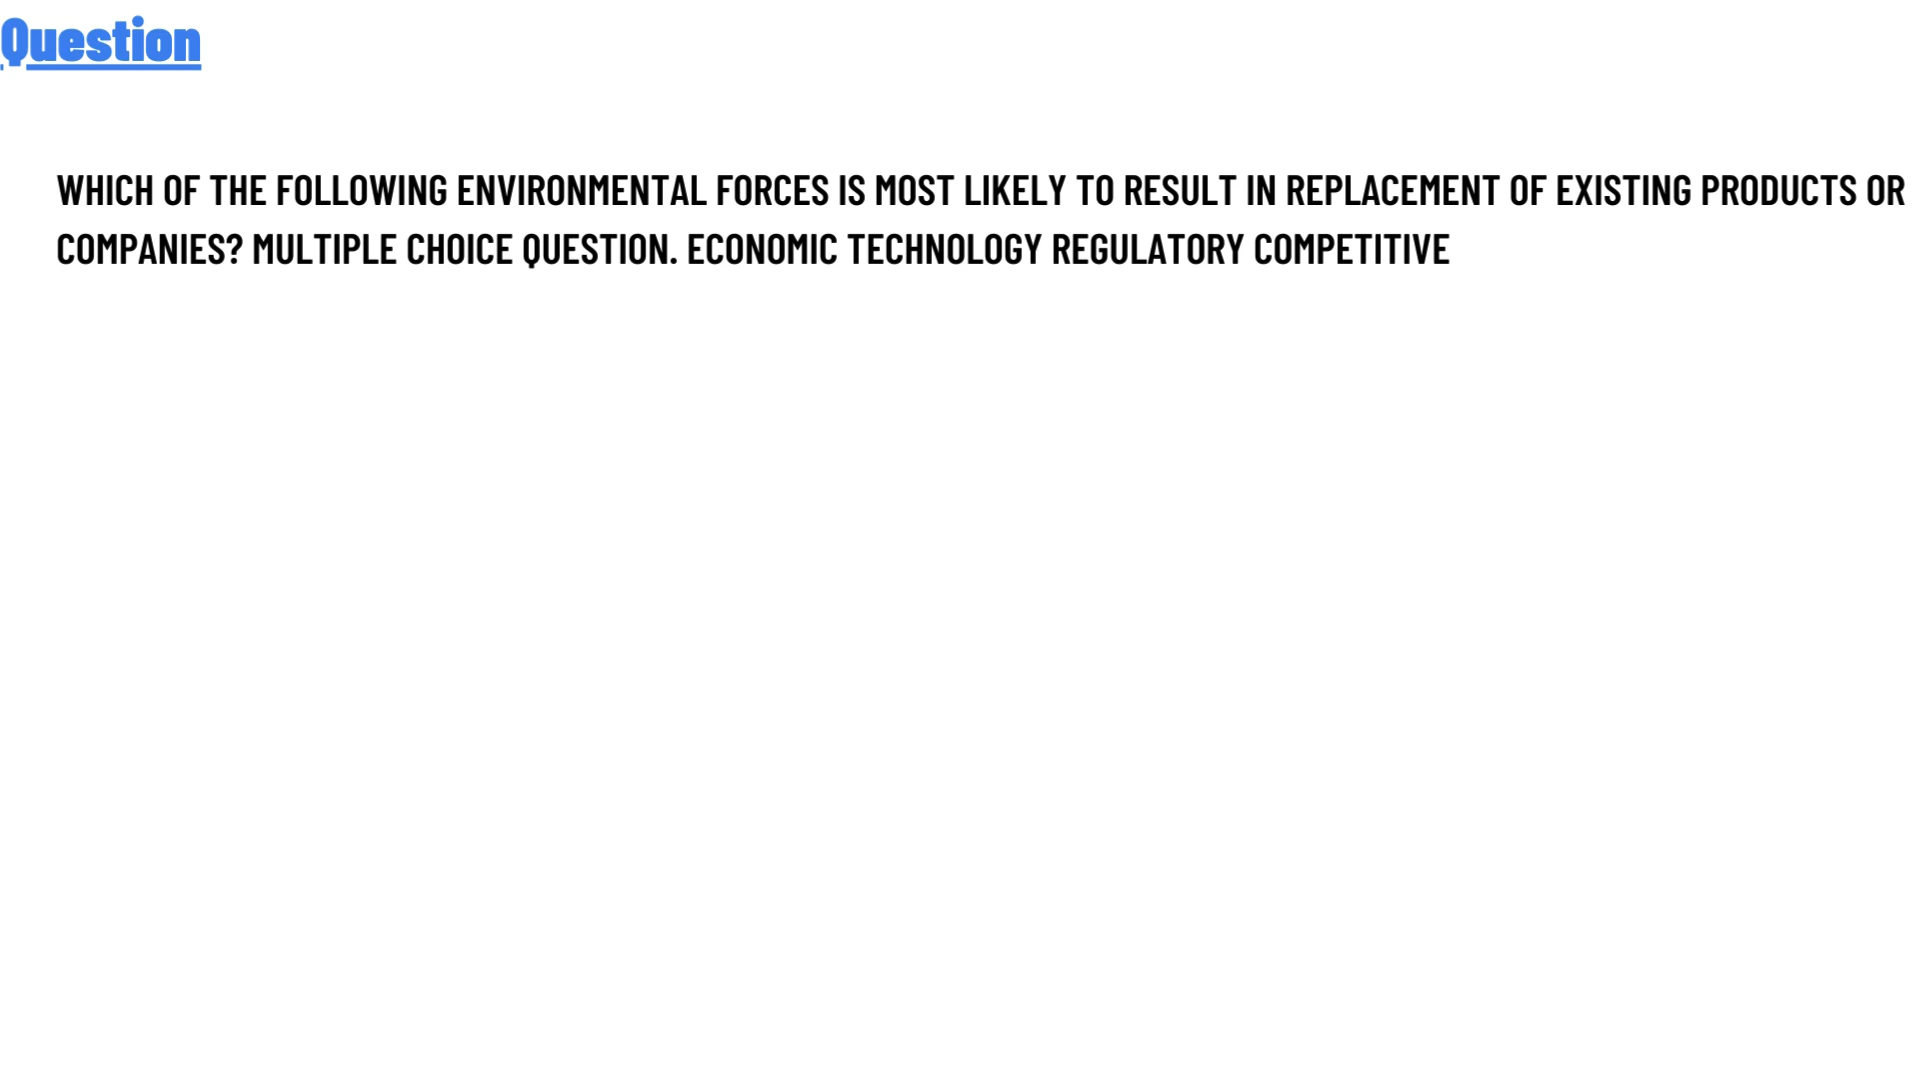 Question
WHICH OF THE FOLLOWING ENVIRONMENTAL FORCES IS MOST LIKELY TO RESULT IN REPLACEMENT OF EXISTING PRODUCTS OR
COMPANIES? MULTIPLE CHOICE QUESTION. ECONOMIC TECHNOLOGY REGULATORY COMPETITIVE